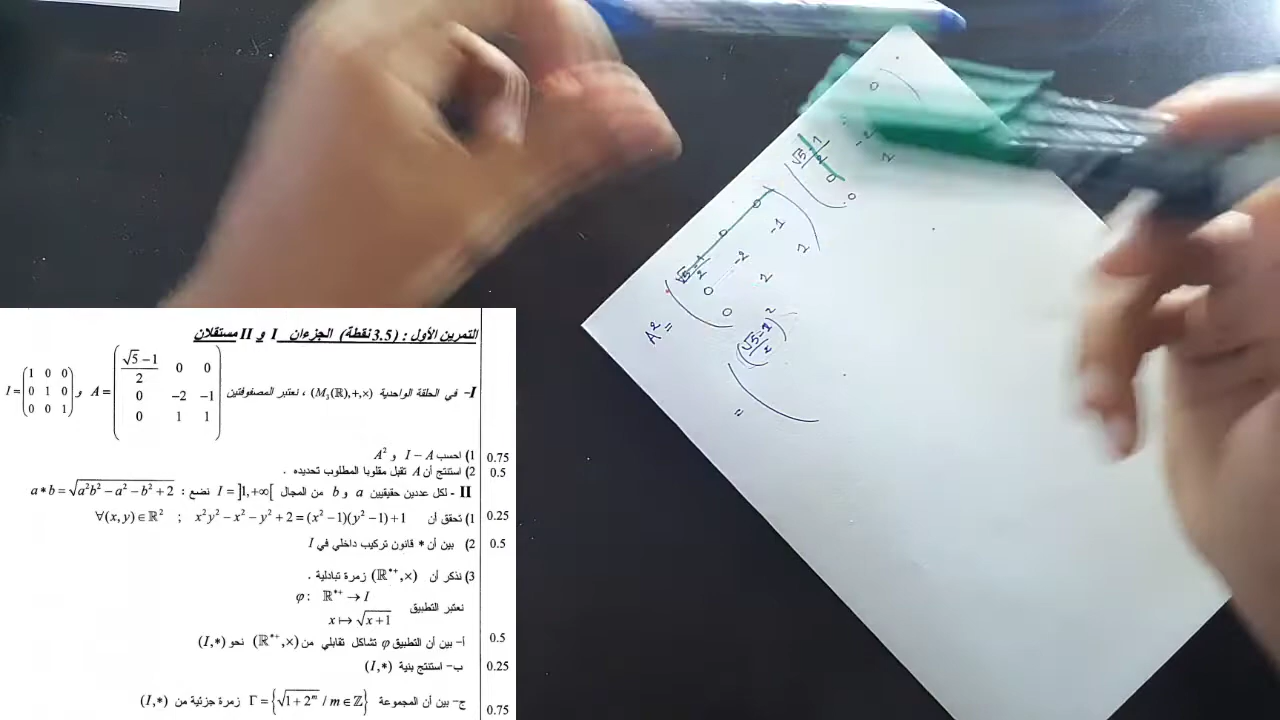 التمرين الأول : (3.5 نقطة) الجزءان I و II مستقلان
I- في الحلقة الواحدية (M₃(ℝ),+,×) ، نعتبر المصفوفتين A = ( (√5 −1)/2 0 0 ; 0 −2 −1 ; 0 1 1 ) و I = ( 1 0 0 ; 0 1 0 ; 0 0 1 )
1) احسب I − A و A²
0.75
2) استنتج أن A تقبل مقلوبا المطلوب تحديده .
0.5
II - لكل عددين حقيقيين a و b من المجال I = ]1,+∞[ نضع : a * b = √(a²b² − a² − b² + 2)
1) تحقق أن ∀(x,y) ∈ ℝ² ; x²y² − x² − y² + 2 = (x² −1)(y² −1) + 1
0.25
2) بين أن * قانون تركيب داخلي في I
0.5
3) نذكر أن (ℝ*⁺,×) زمرة تبادلية .
نعتبر التطبيق φ : ℝ*⁺ → I
x ↦ √(x+1)
أ- بين أن التطبيق φ تشاكل تقابلي من (ℝ*⁺,×) نحو (I,*)
0.5
ب- استنتج بنية (I,*)
0.25
ج- بين أن المجموعة Γ = {√(1+2ᵐ) / m ∈ ℤ} زمرة جزئية من (I,*)
0.75
A² =